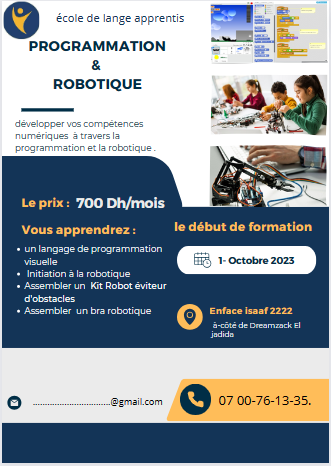 école de lange apprentis
PROGRAMMATION
&
ROBOTIQUE
développer vos compétences
numériques à travers la
programmation et la robotique .
Le prix : 700 Dh/mois
Vous apprendrez :
un langage de programmation
visuelle
Initiation à la robotique
Assembler un Kit Robot éviteur
d'obstacles
Assembler un bra robotique
le début de formation
1- Octobre 2023
Enface isaaf 2222
à-côté de Dreamzack El
jadida
..............................@gmail.com
07 00-76-13-35.